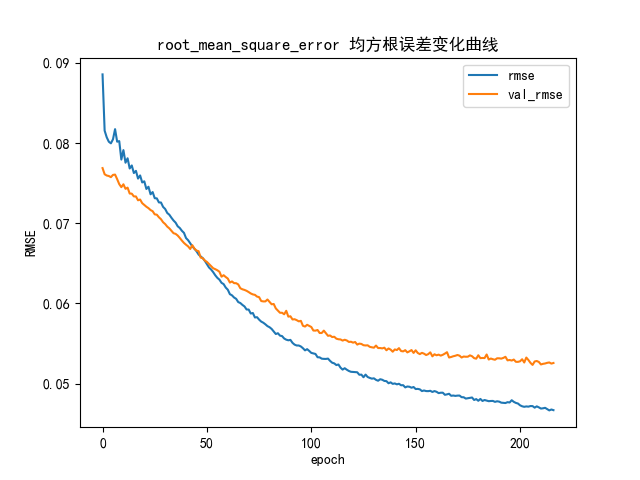 root_mean_square_error 均方根误差变化曲线
rmse
val_rmse
RMSE
0.09
0.08
0.07
0.06
0.05
0
50
100
150
200
epoch